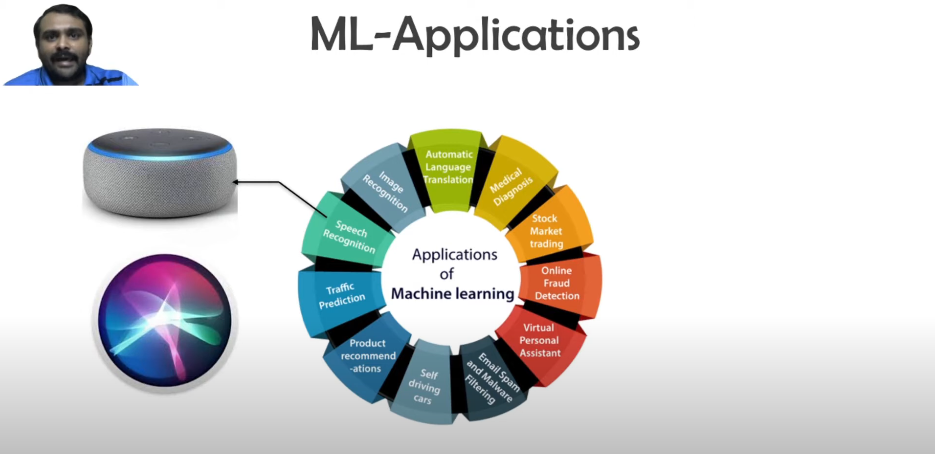 ML-Applications
Automatic
Language
Translation
Medical
Diagnosis
Stock
Market
trading
Online
Fraud
Detection
Virtual
Personal
Assistant
Email Spam
and Malware
Filtering
Self
driving
cars
Product
recommend
-ations
Traffic
Prediction
Speech
Recognition
Image
Recognition
Applications
of
Machine learning